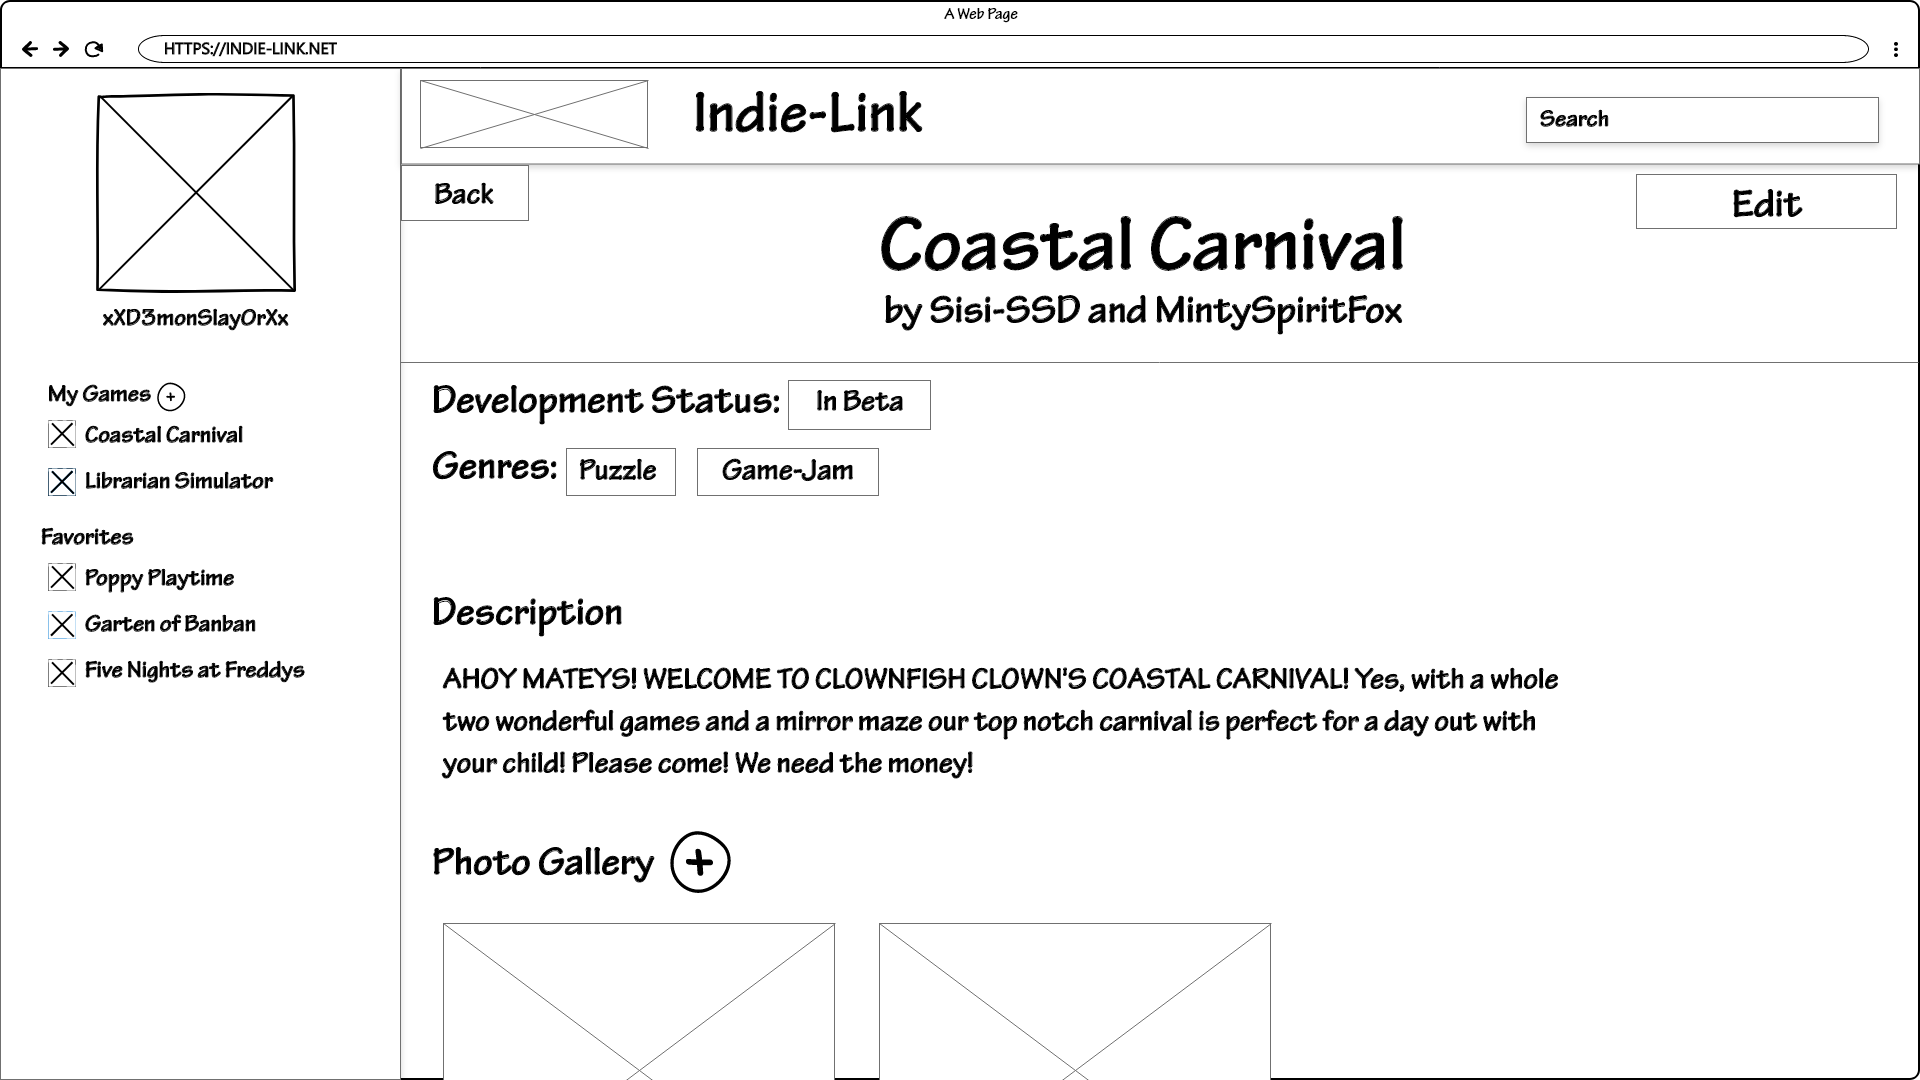 A Web Page
HTTPS://INDIE-LINK.NET
xXD3monSlayOrXx
My Games +
Coastal Carnival
Librarian Simulator
Favorites
Poppy Playtime
Garten of Banban
Five Nights at Freddys
Indie-Link
Search
Back
Edit
Coastal Carnival
by Sisi-SSD and MintySpiritFox
Development Status: In Beta
Genres: Puzzle Game-Jam
Description
AHOY MATEYS! WELCOME TO CLOWNFISH CLOWN'S COASTAL CARNIVAL! Yes, with a whole
two wonderful games and a mirror maze our top notch carnival is perfect for a day out with
your child! Please come! We need the money!
Photo Gallery +